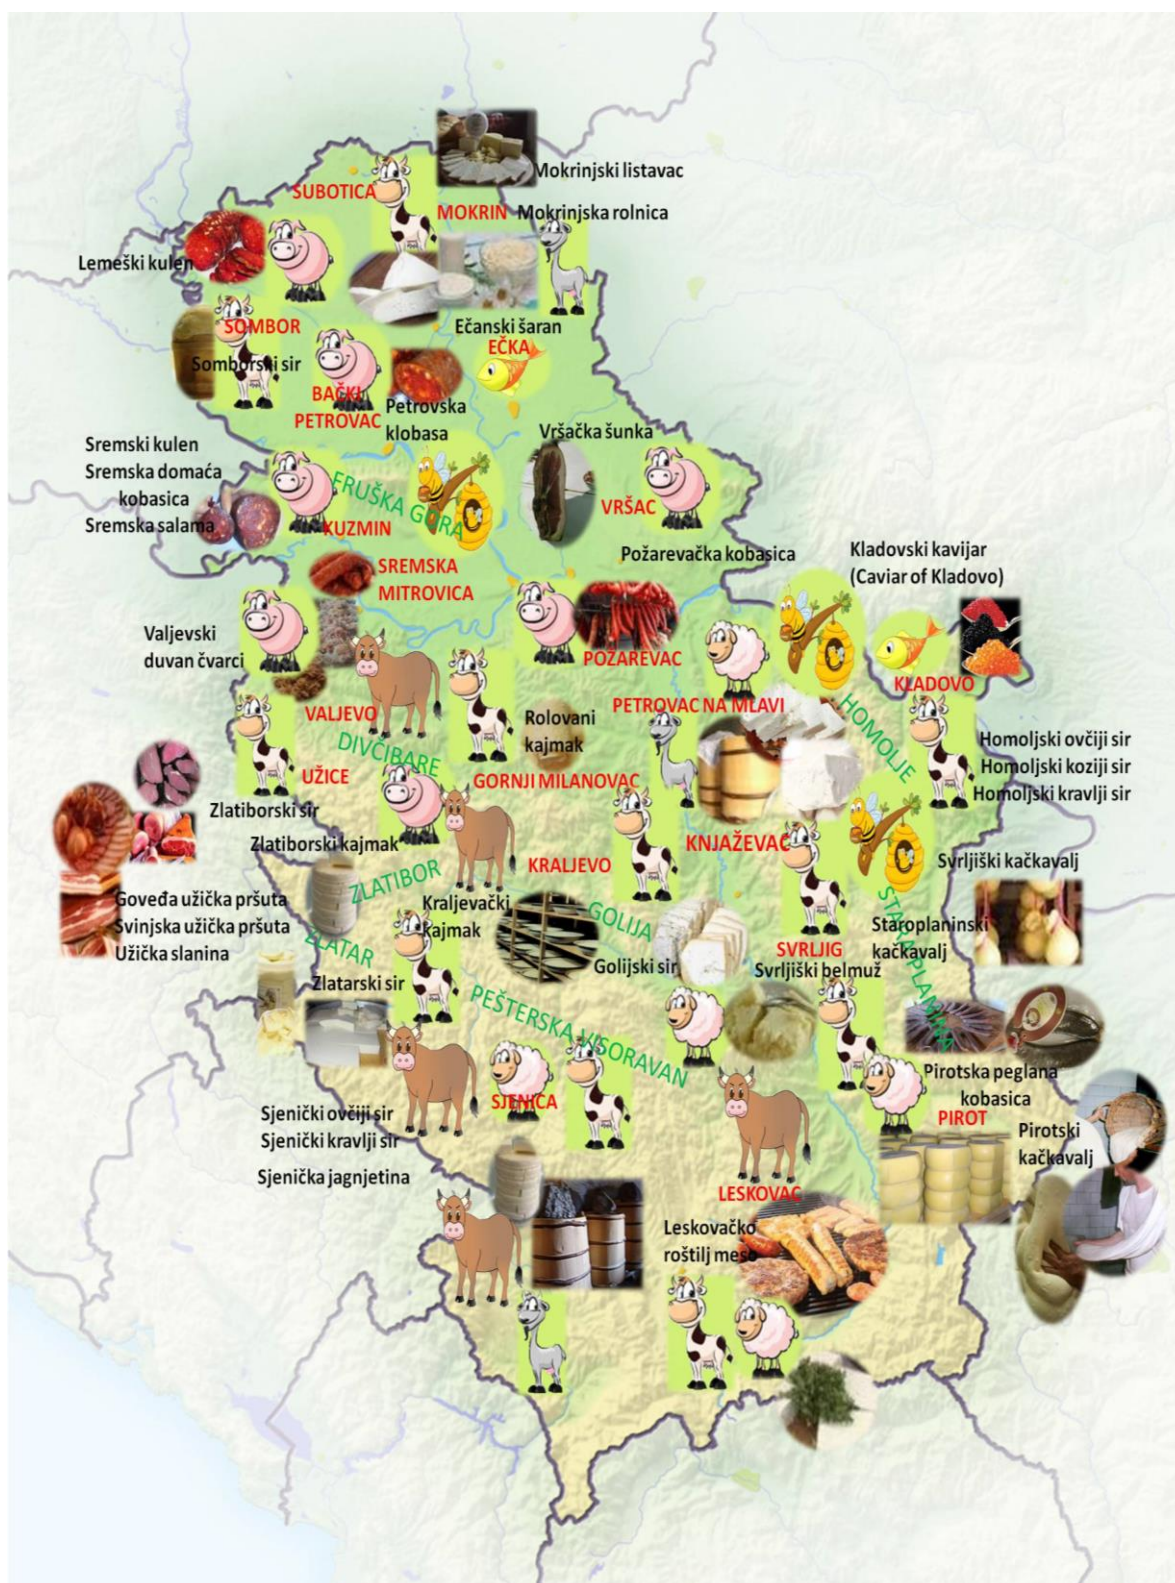 Mokrinjski listavac
SUBOTICA
MOKRIN
Mokrinjska rolnica
Lemeški kulen
Ečanski šaran
SOMBOR
EČKA
Somborski sir
BAČKI
PETROVAC
Petrovska
klobasa
Vršačka šunka
Sremski kulen
Sremska domaća
kobasica
Sremska salama
FRUŠKA GORA
VRŠAC
KUZMIN
SREMSKA
MITROVICA
Požarevačka kobasica
Kladovski kavijar
(Caviar of Kladovo)
Valjevski
duvan čvarci
POŽAREVAC
KLADOVO
VALJEVO
PETROVAC NA MLAVI
HOMOLJE
DIVČIBARE
Rolovani
kajmak
UŽICE
GORNJI MILANOVAC
Homoljski ovčiji sir
Homoljski koziji sir
Homoljski kravlji sir
Zlatiborski sir
Zlatiborski kajmak
KRALJEVO
KNJAŽEVAC
Svrljiški kačkavalj
ZLATIBOR
Goveđa užička pršuta
Svinjska užička pršuta
Užička slanina
Kraljevački
kajmak
GOLIJA
STARA PLANINA
Staroplaninski
kačkavalj
ZLATAR
SVRLJIG
Golijski sir
Svrljiški belmuž
Zlatarski sir
PEŠTERSKA VISORAVAN
Pirotska peglana
kobasica
SJENICA
Sjenički ovčiji sir
Sjenički kravlji sir
PIROT
Pirotski
kačkavalj
Sjenička jagnjetina
LESKOVAC
Leskovačko
roštilj meso